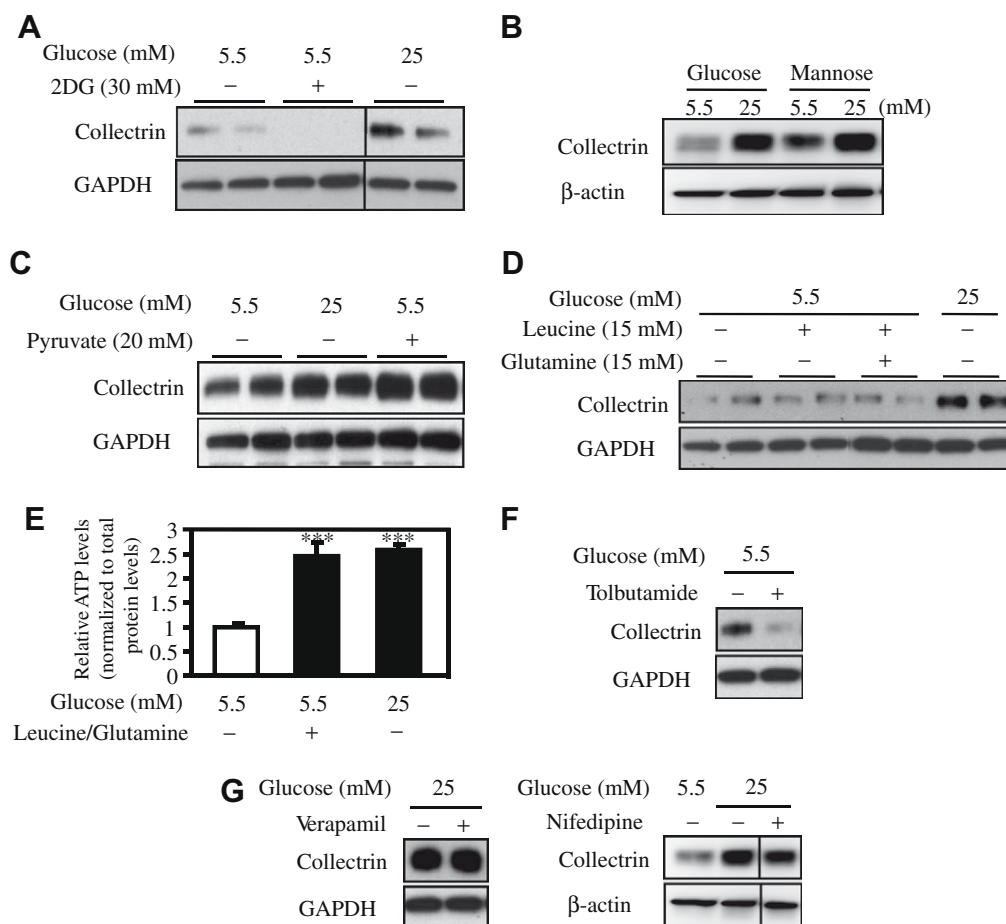 A
Glucose (mM) 5.5 5.5 25
2DG (30 mM) – + –
Collectrin
GAPDH
B
Glucose Mannose
5.5 25 5.5 25 (mM)
Collectrin
β-actin
C
Glucose (mM) 5.5 25 5.5
Pyruvate (20 mM) – – +
Collectrin
GAPDH
D
Glucose (mM) 5.5 25
Leucine (15 mM) – + + –
Glutamine (15 mM) – – + –
Collectrin
GAPDH
E
Relative ATP levels
(normalized to total
protein levels)
3
2.5
2
1
0.5
0
*** ***
Glucose (mM) 5.5 5.5 25
Leucine/Glutamine – + –
F
Glucose (mM) 5.5
Tolbutamide – +
Collectrin
GAPDH
G
Glucose (mM) 25
Verapamil – +
Collectrin
GAPDH
Glucose (mM) 5.5 25
Nifedipine – – +
Collectrin
β-actin